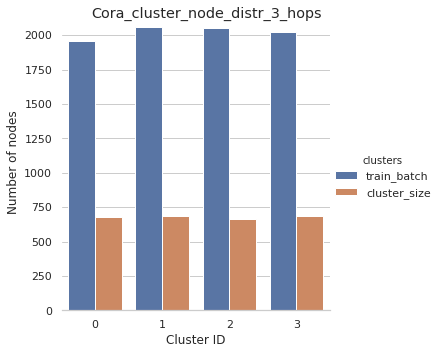 Cora_cluster_node_distr_3_hops
2000
1750
1500
1250
1000
750
500
250
0
Number of nodes
0 1 2 3
Cluster ID
clusters
train_batch
cluster_size